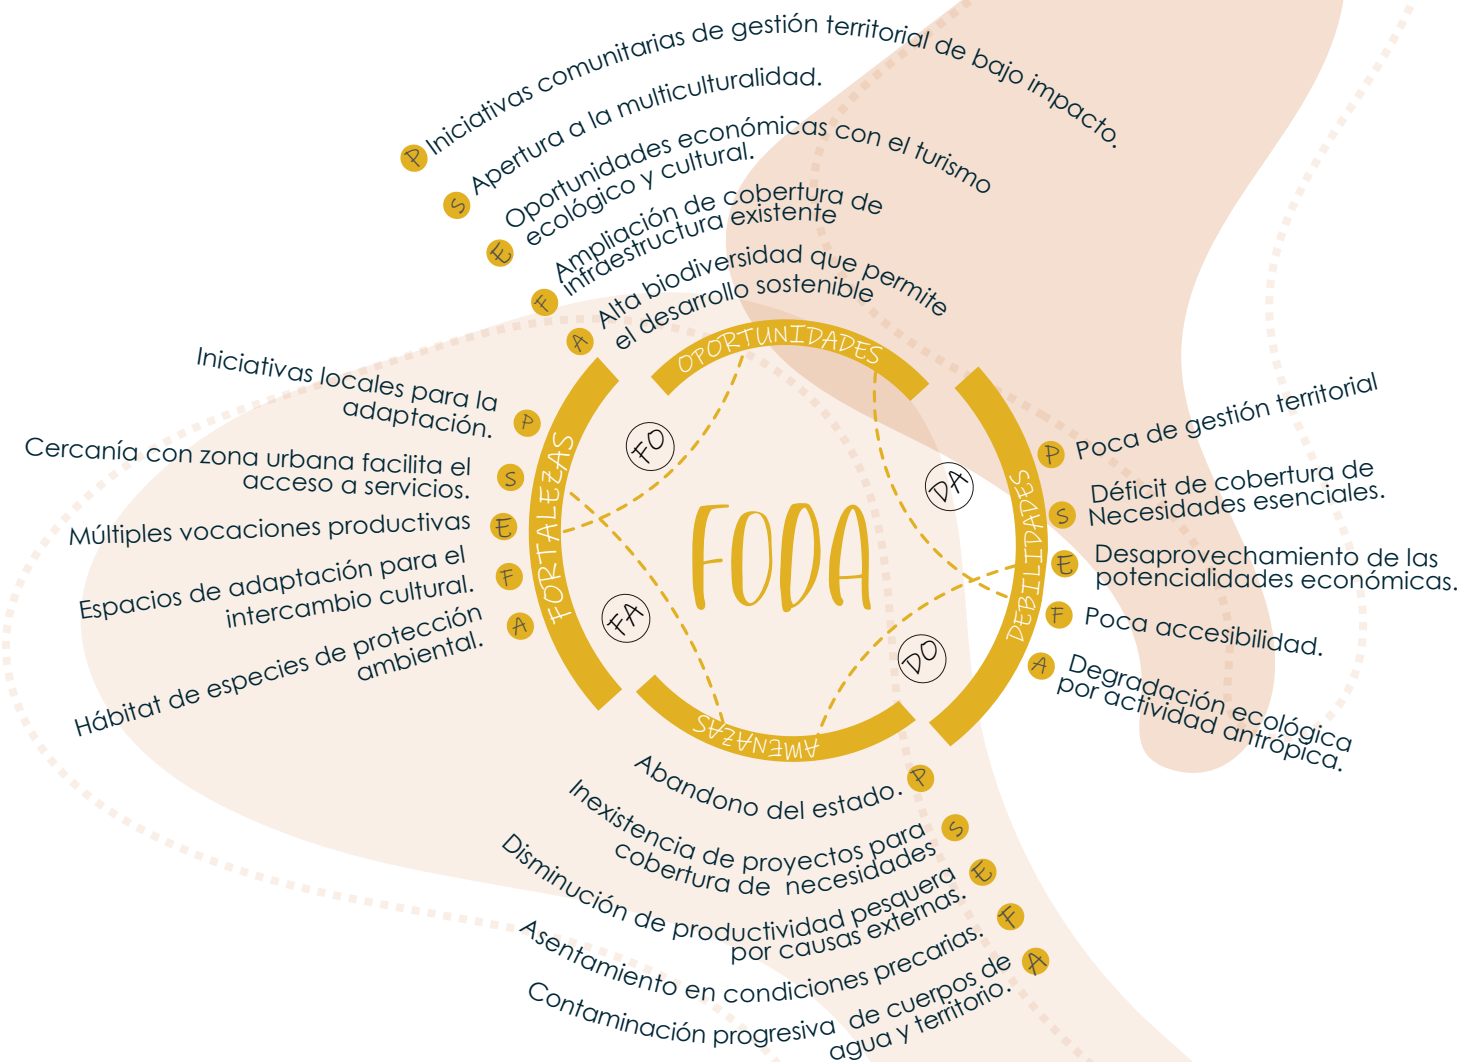 P Iniciativas comunitarias de gestión territorial de bajo impacto.
S Apertura a la multiculturalidad.
E Oportunidades económicas con el turismo
ecológico y cultural.
F Ampliación de cobertura de
infraestructura existente
A Alta biodiversidad que permite
el desarrollo sostenible
OPORTUNIDADES
Iniciativas locales para la
adaptación. P
Cercanía con zona urbana facilita el
acceso a servicios. S
Múltiples vocaciones productivas E
Espacios de adaptación para el
intercambio cultural. F
Hábitat de especies de protección
ambiental. A
FORTALEZAS
FO
DA
FODA
FA
DO
DEBILIDADES
P Poca de gestión territorial
S Déficit de cobertura de
Necesidades esenciales.
E Desaprovechamiento de las
potencialidades económicas.
F Poca accesibilidad.
A Degradación ecológica
por actividad antrópica.
AMENAZAS
Abandono del estado. P
Inexistencia de proyectos para
cobertura de necesidades S
Disminución de productividad pesquera
por causas externas. E
Asentamiento en condiciones precarias. F
Contaminación progresiva de cuerpos de
agua y territorio. A